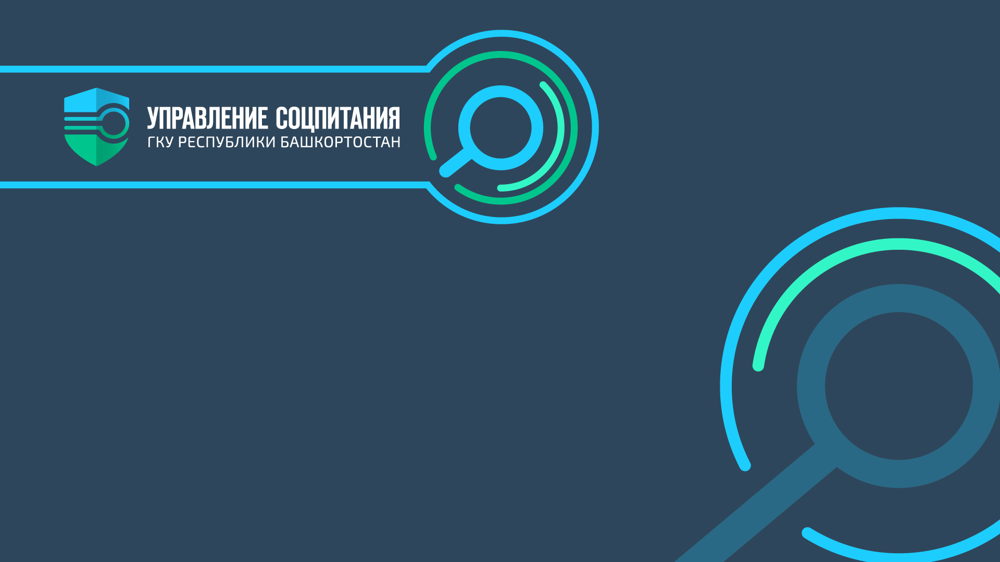 УПРАВЛЕНИЕ СОЦПИТАНИЯ
ГКУ РЕСПУБЛИКИ БАШКОРТОСТАН